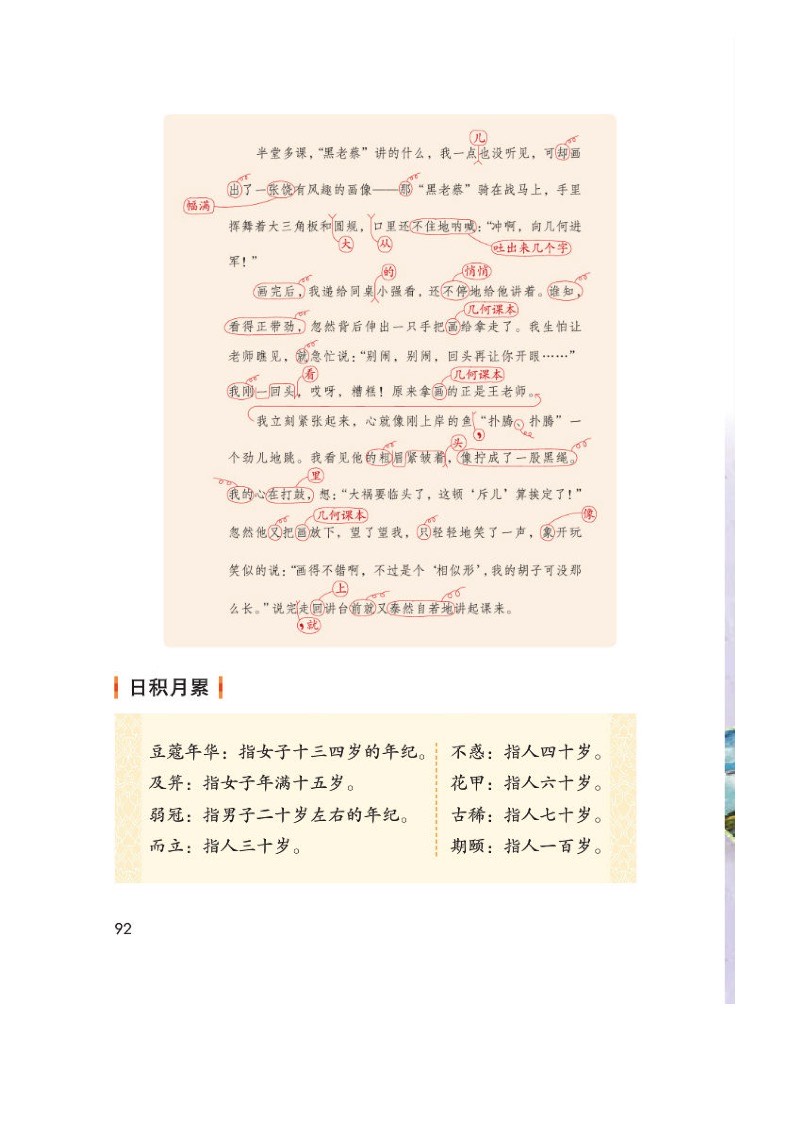 儿
半堂多课，“黑老蔡”讲的什么，我一点也没听见，可却画
出了一张饶有风趣的画像——那“黑老蔡”骑在战马上，手里
幅满
挥舞着大三角板和圆规，口里还不住地呐喊：“冲啊，向几何进
大 从 吐出来几个字
军！”
的 悄悄
画完后，我递给同桌小强看，还不停地给他讲着。谁知，
几何课本
看得正带劲，忽然背后伸出一只手把画给拿走了。我生怕让
老师瞧见，就急忙说：“别闹，别闹，回头再让你开眼……”
看 几何课本
我刚一回头，哎呀，糟糕！原来拿画的正是王老师。
我立刻紧张起来，心就像刚上岸的鱼“扑腾、扑腾”一
， 头
个劲儿地跳。我看见他的粗眉紧皱着，像拧成了一股黑绳。
里
我的心在打鼓，想：“大祸要临头了，这顿‘斥儿’算挨定了！”
几何课本 像
忽然他又把画放下，望了望我，只轻轻地笑了一声，象开玩
笑似的说：“画得不错啊，不过是个‘相似形’，我的胡子可没那
上
么长。”说完走回讲台前就又泰然自若地讲起课来。
，就
日积月累
豆蔻年华：指女子十三四岁的年纪。 不惑：指人四十岁。
及笄：指女子年满十五岁。 花甲：指人六十岁。
弱冠：指男子二十岁左右的年纪。 古稀：指人七十岁。
而立：指人三十岁。 期颐：指人一百岁。
92